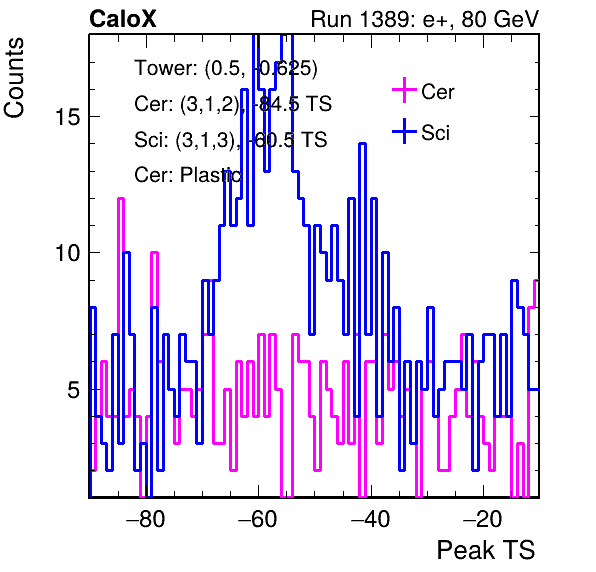 CaloX Run 1389: e+, 80 GeV
Counts
Tower: (0.5, -0.625)
Cer: (3,1,2), -84.5 TS
Sci: (3,1,3), -60.5 TS
Cer: Plastic
Cer
Sci
15
10
5
−80 −60 −40 −20
Peak TS